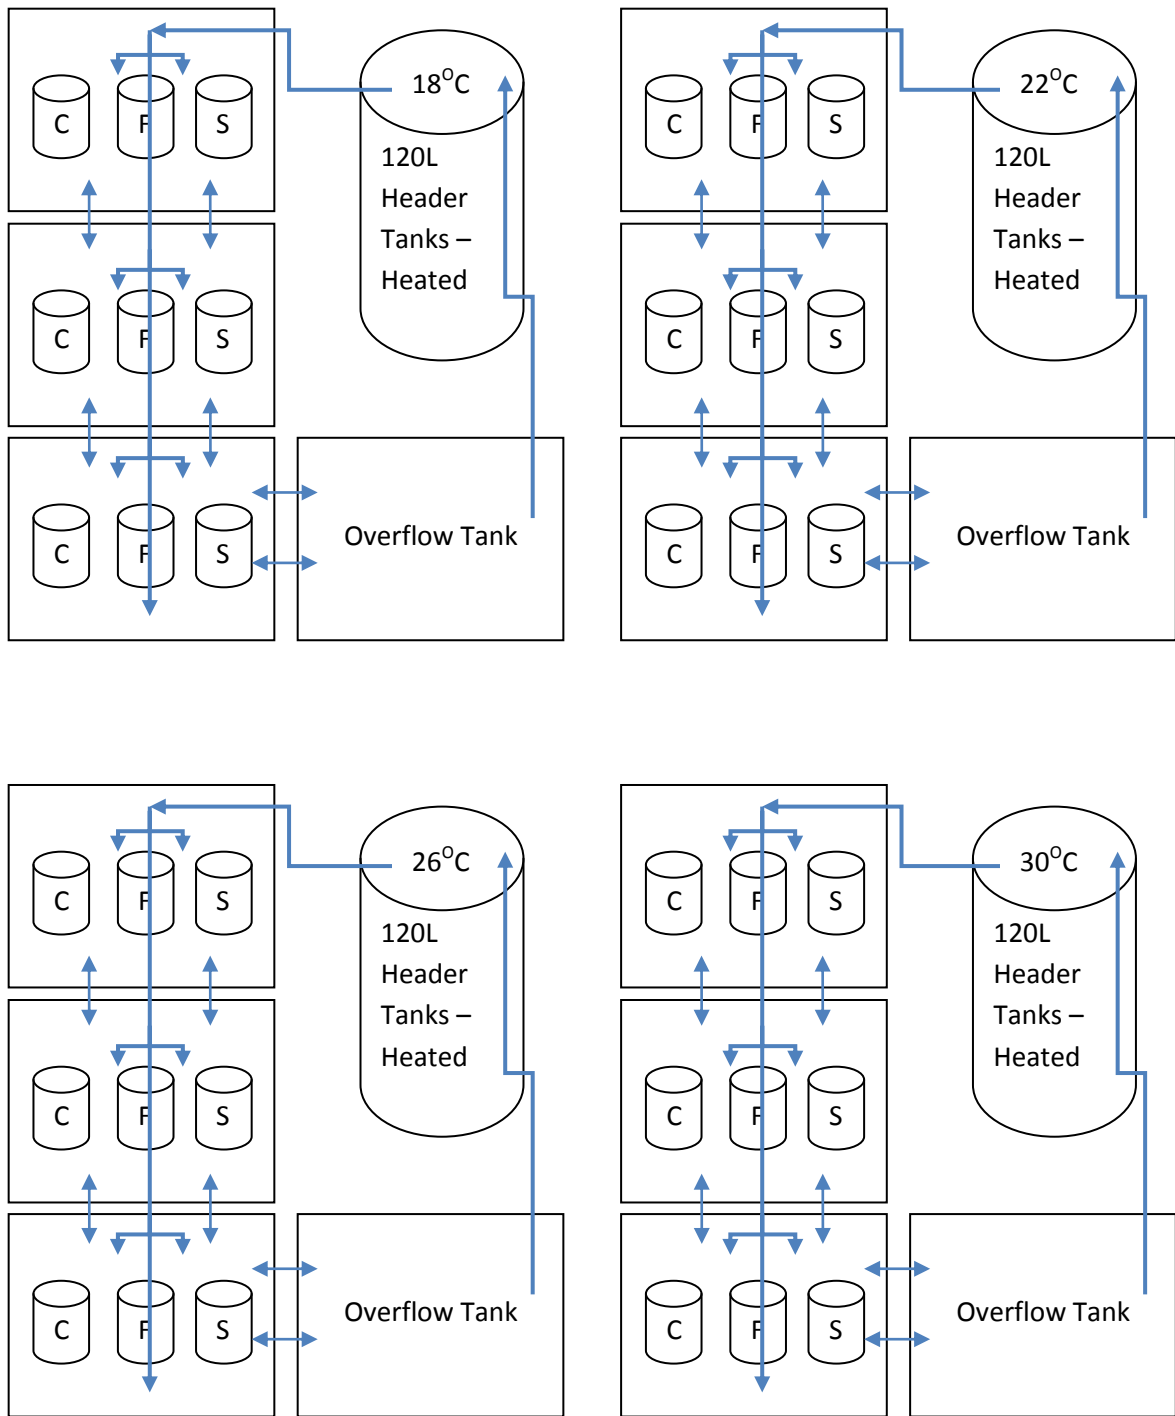 18°C
C F S
120L
Header
Tanks –
Heated
C F S
C F S
Overflow Tank
22°C
C F S
120L
Header
Tanks –
Heated
C F S
C F S
Overflow Tank
26°C
C F S
120L
Header
Tanks –
Heated
C F S
C F S
Overflow Tank
30°C
C F S
120L
Header
Tanks –
Heated
C F S
C F S
Overflow Tank